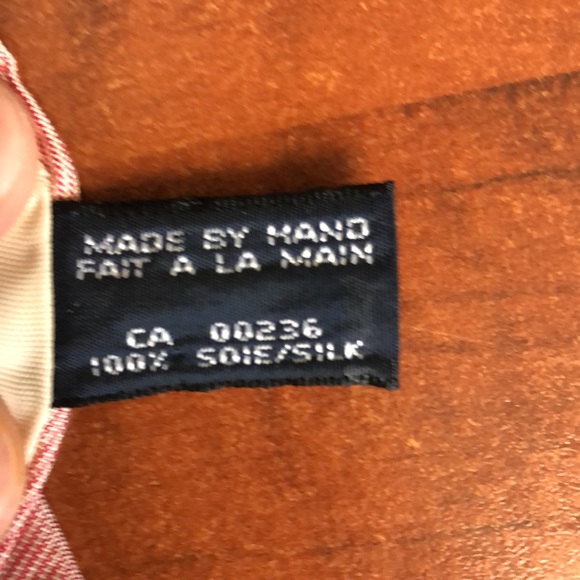 MADE BY HAND
FAIT A LA MAIN
CA 00236
100% SOIE/SILK